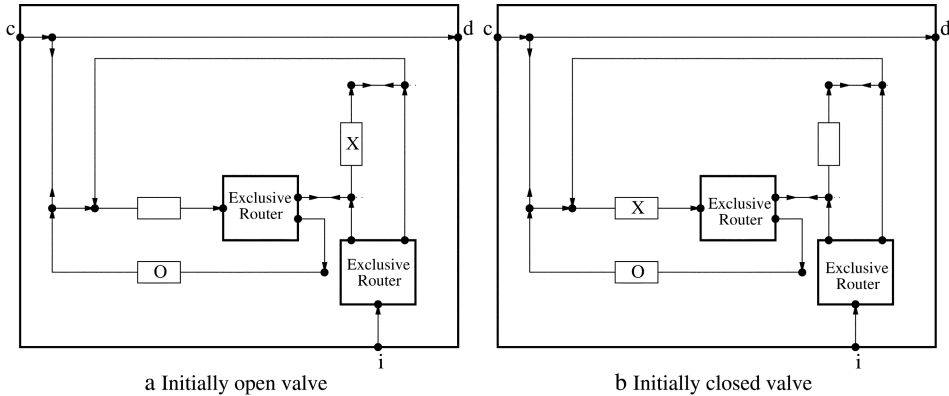 c d c d
X
Exclusive
Router
X Exclusive
Router
O Exclusive
Router
O Exclusive
Router
i i
a Initially open valve b Initially closed valve